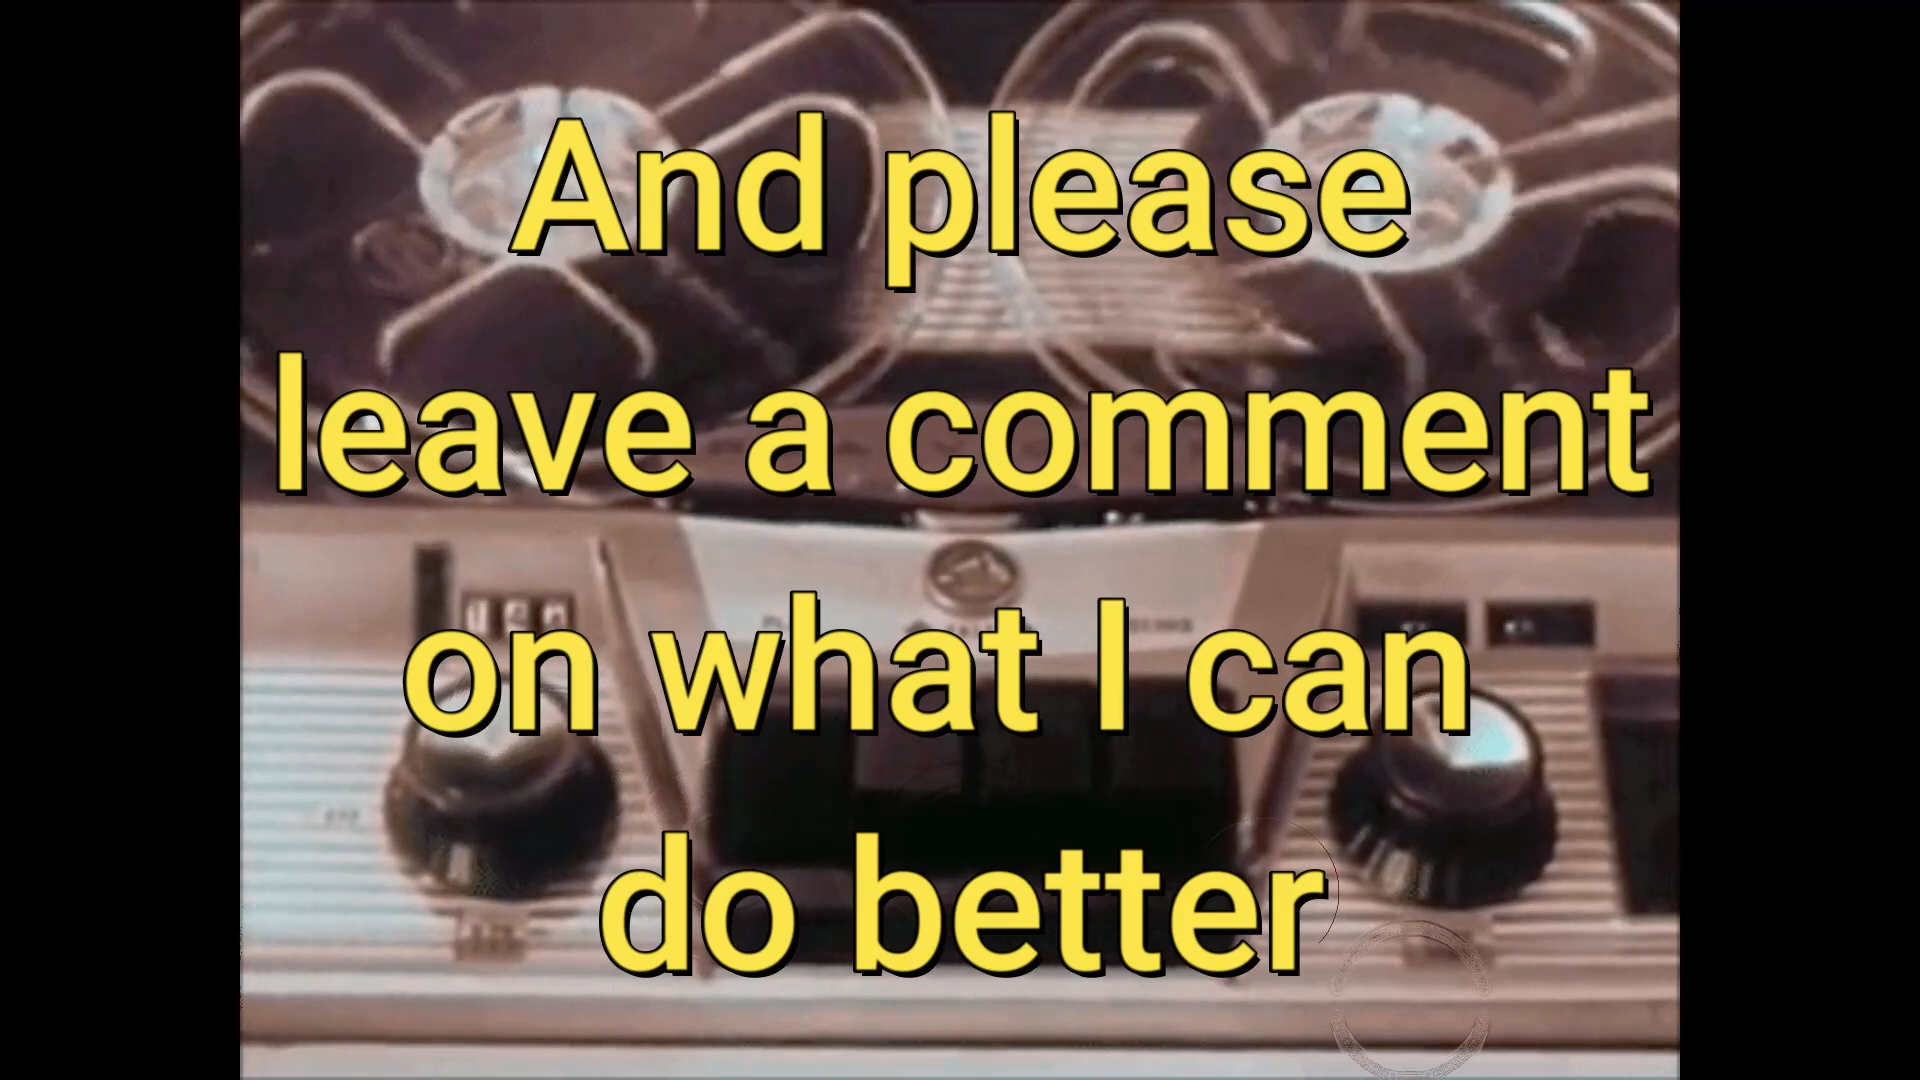 And please
leave a comment
on what I can
do better